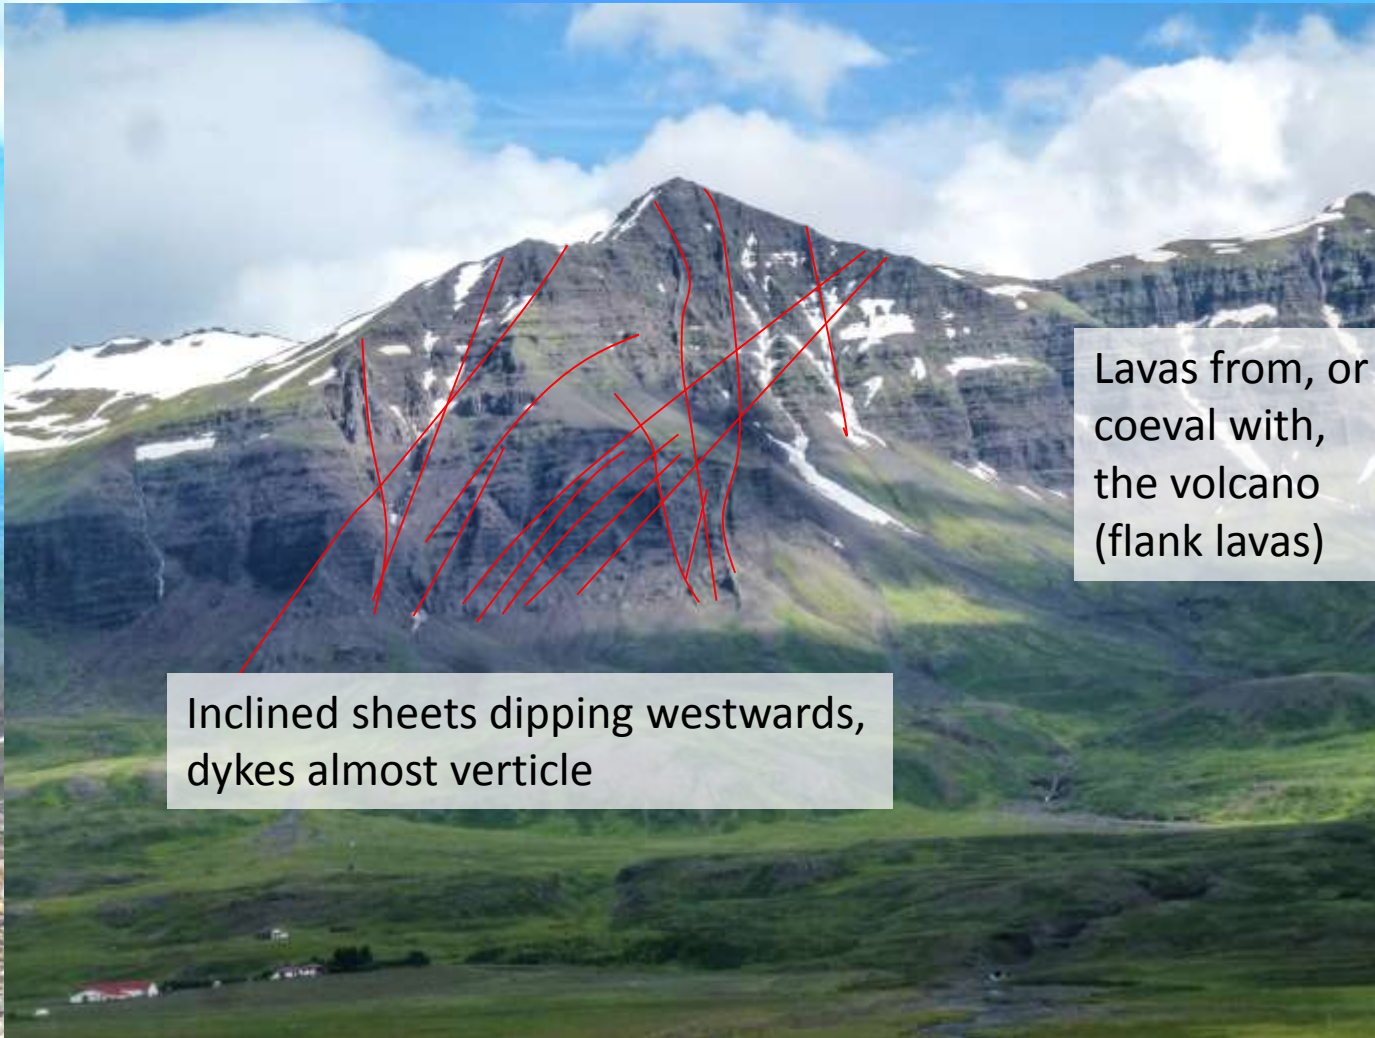 Lavas from, or
coeval with,
the volcano
(flank lavas)
Inclined sheets dipping westwards,
dykes almost verticle